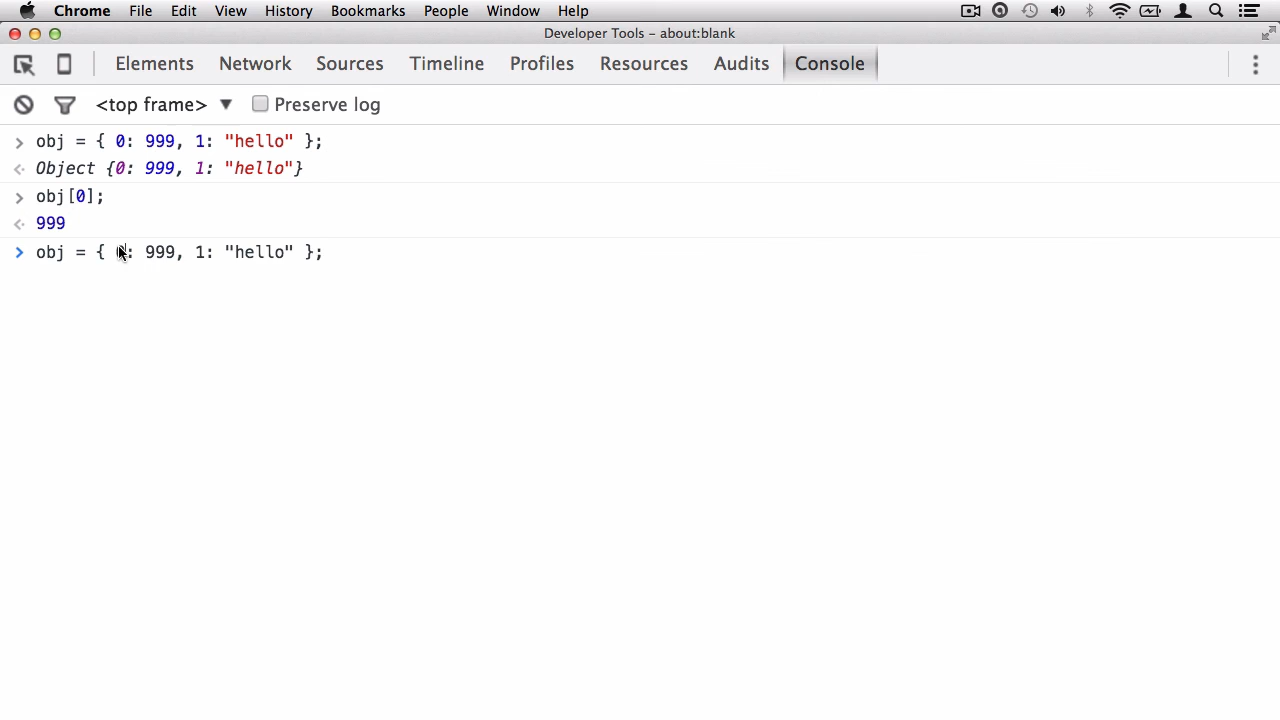 Chrome File Edit View History Bookmarks People Window Help
Developer Tools - about:blank
Elements Network Sources Timeline Profiles Resources Audits Console
<top frame> ▼ Preserve log
> obj = { 0: 999, 1: "hello" };
Object {0: 999, 1: "hello"}
> obj[0];
999
> obj = { 0: 999, 1: "hello" };